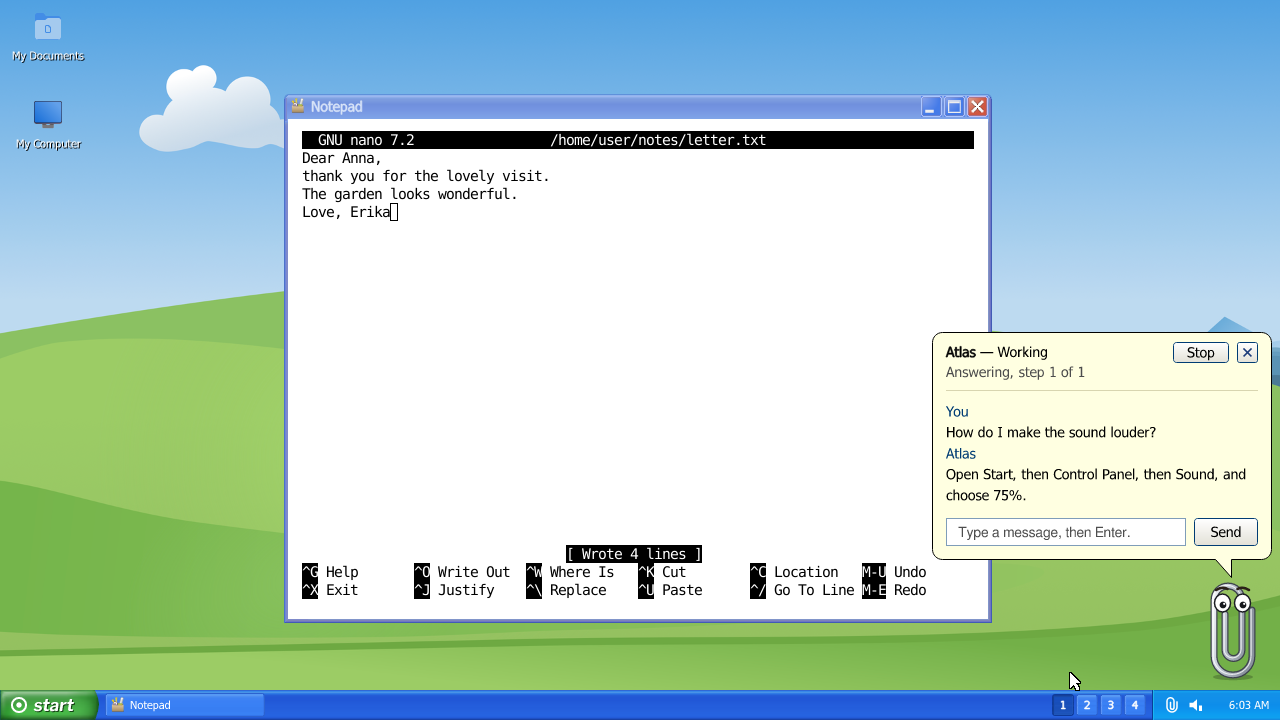 My Documents
My Computer
Notepad
GNU nano 7.2 /home/user/notes/letter.txt
Dear Anna,
thank you for the lovely visit.
The garden looks wonderful.
Love, Erika
[ Wrote 4 lines ]
^G Help ^O Write Out ^W Where Is ^K Cut ^C Location M-U Undo
^X Exit ^J Justify ^\ Replace ^U Paste ^/ Go To Line M-E Redo
Atlas — Working
Stop
Answering, step 1 of 1
You
How do I make the sound louder?
Atlas
Open Start, then Control Panel, then Sound, and
choose 75%.
Type a message, then Enter.
Send
start
Notepad
1 2 3 4
6:03 AM